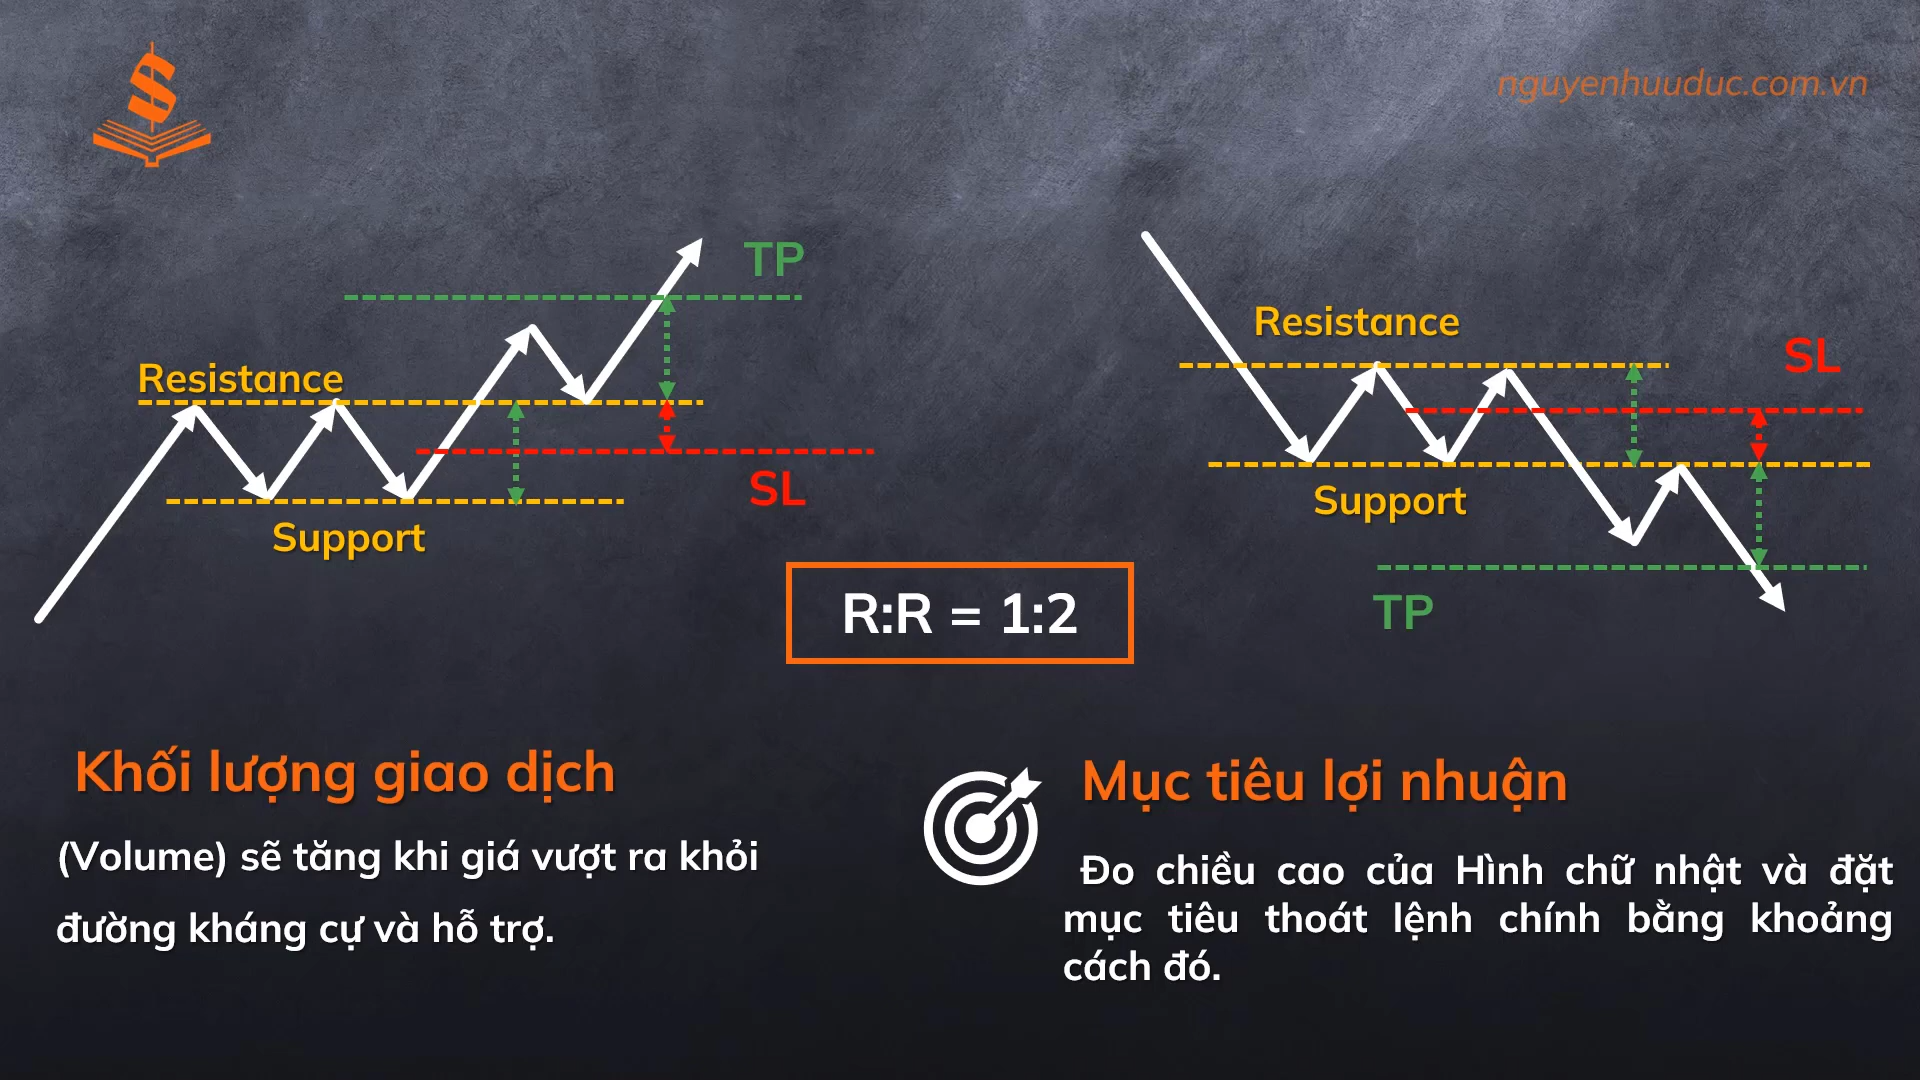 nguyenhuuduc.com.vn
TP
Resistance
SL
Support
Resistance
SL
Support
TP
R:R = 1:2
Khối lượng giao dịch
(Volume) sẽ tăng khi giá vượt ra khỏi
đường kháng cự và hỗ trợ.
Mục tiêu lợi nhuận
Đo chiều cao của Hình chữ nhật và đặt
mục tiêu thoát lệnh chính bằng khoảng
cách đó.